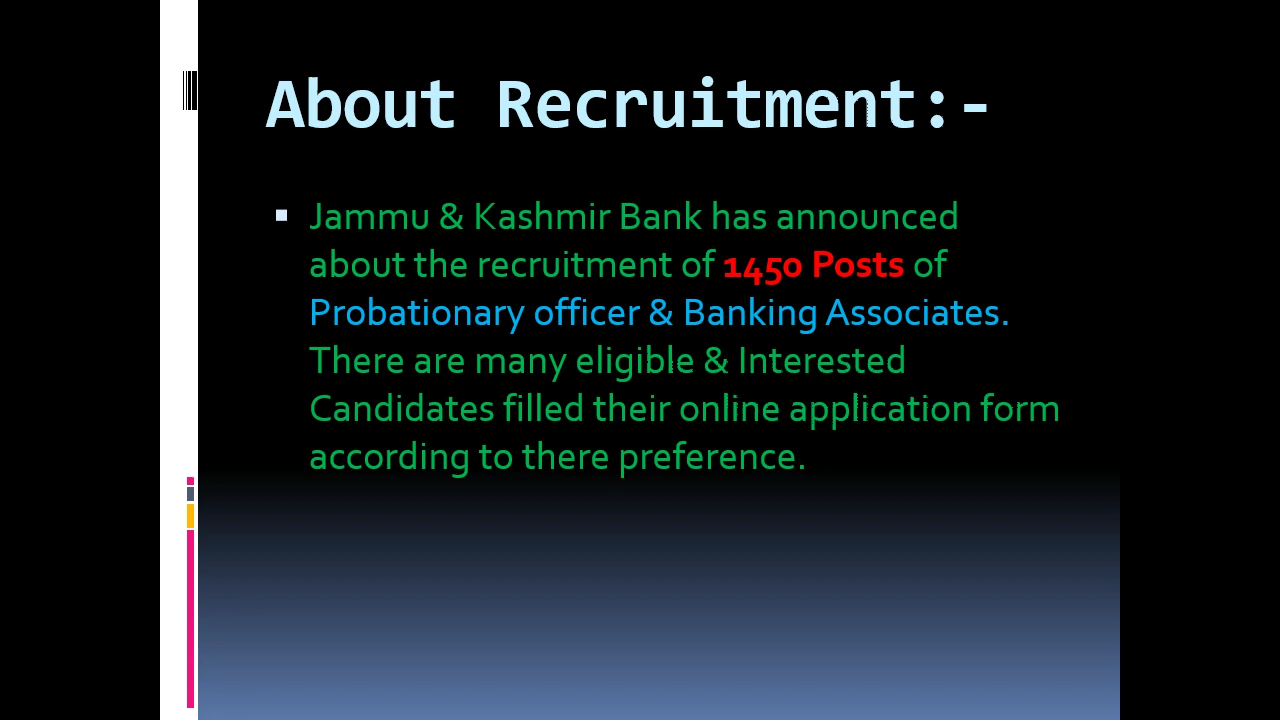 About Recruitment:-
Jammu & Kashmir Bank has announced
about the recruitment of 1450 Posts of
Probationary officer & Banking Associates.
There are many eligible & Interested
Candidates filled their online application form
according to there preference.